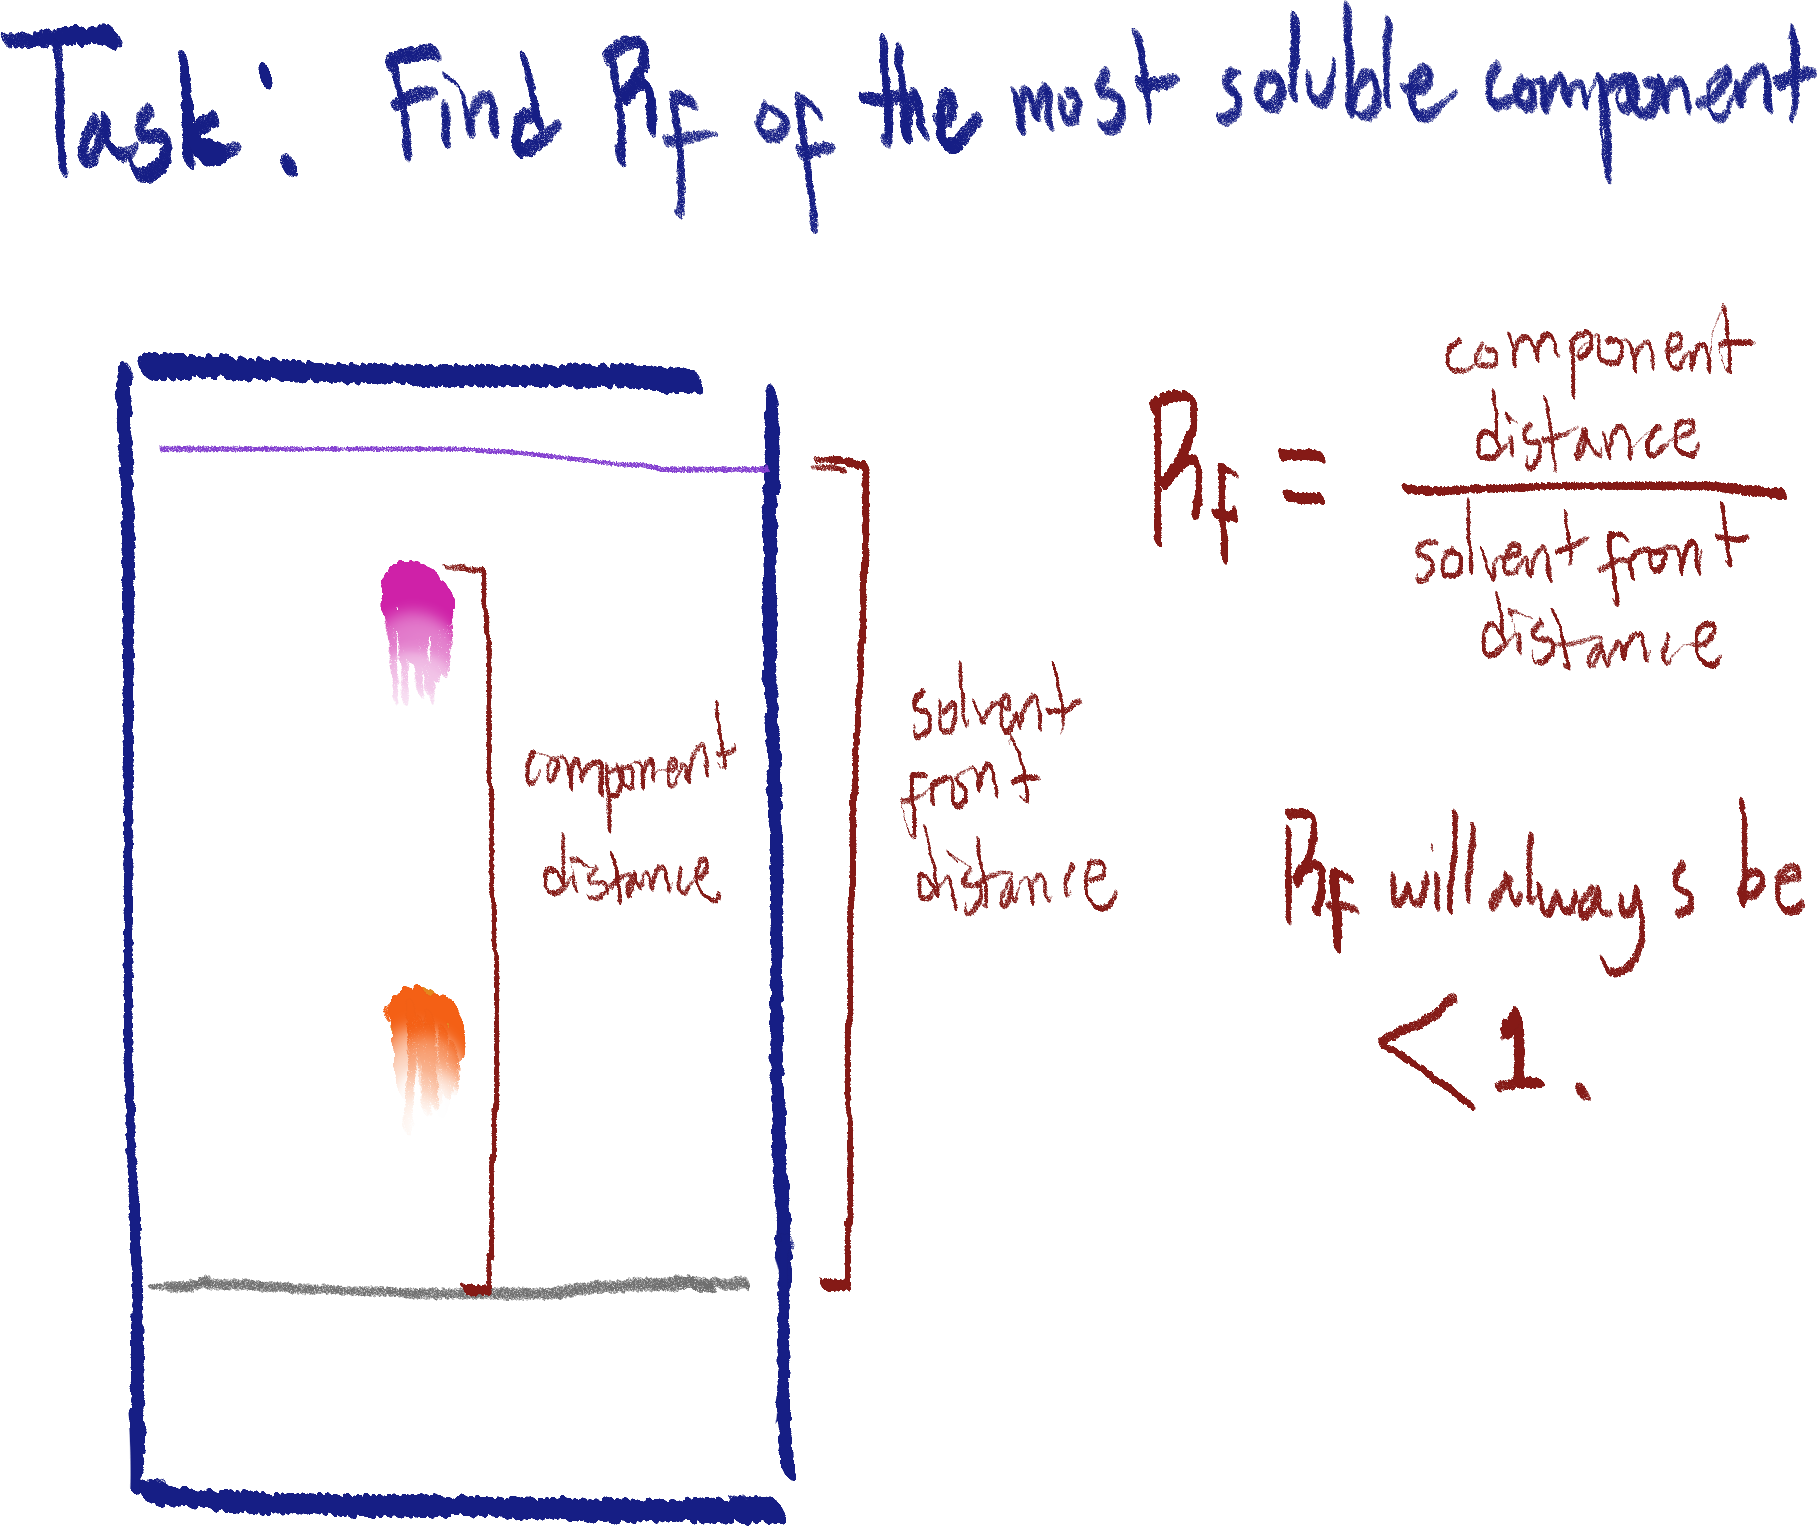 Task: Find Rf of the most soluble component
component
distance
solvent
front
distance
Rf = component
distance
solvent front
distance
Rf will always be
< 1.